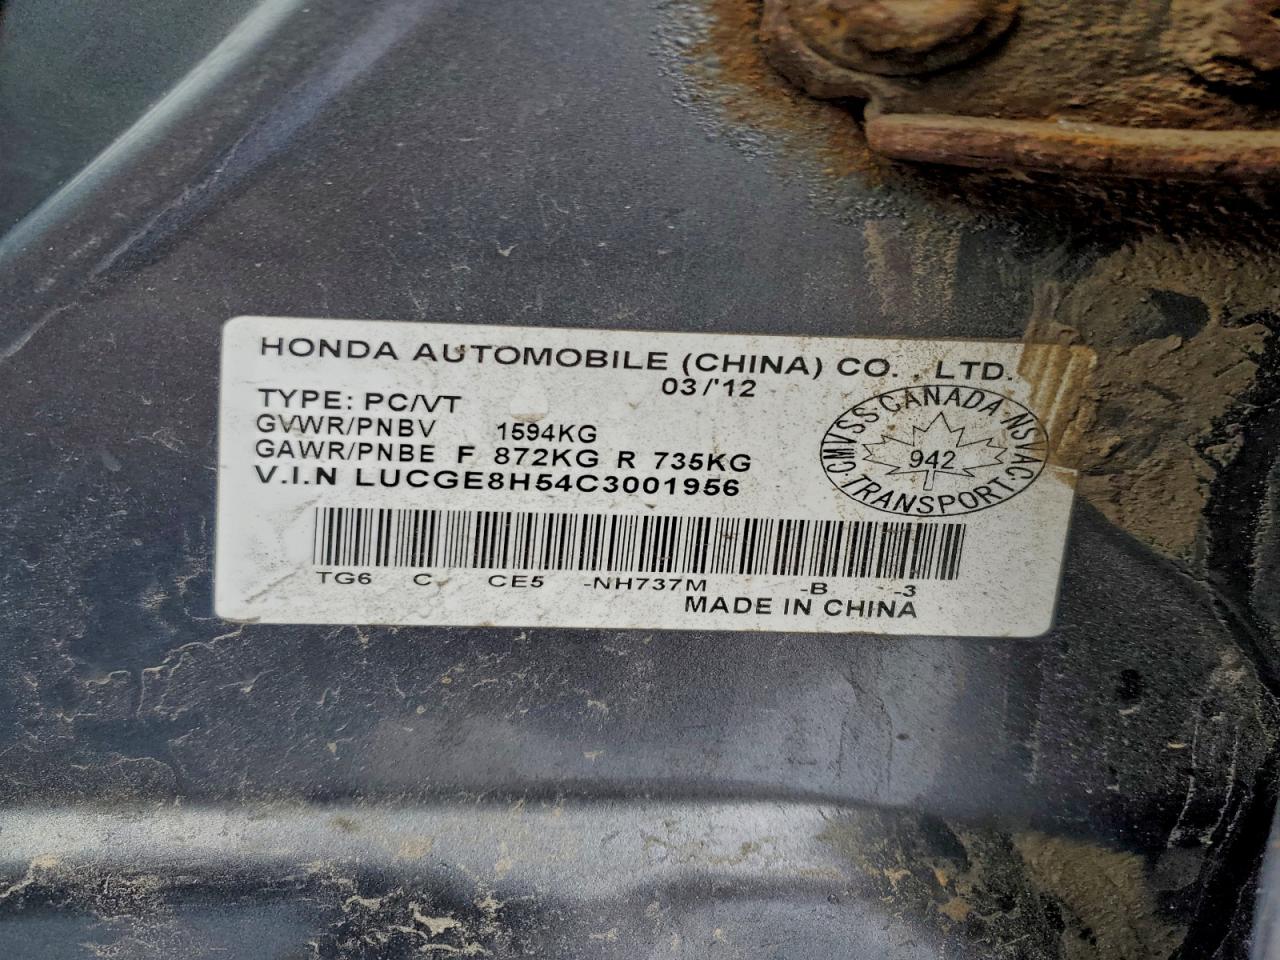 HONDA AUTOMOBILE (CHINA) CO. , LTD.
03/'12
TYPE: PC/VT
GVWR/PNBV 1594KG
GAWR/PNBE F 872KG R 735KG
V.I.N LUCGE8H54C3001956
CMVSS CANADA NSVAC
942
TRANSPORT
TG6 C CE5 -NH737M -B -3
MADE IN CHINA